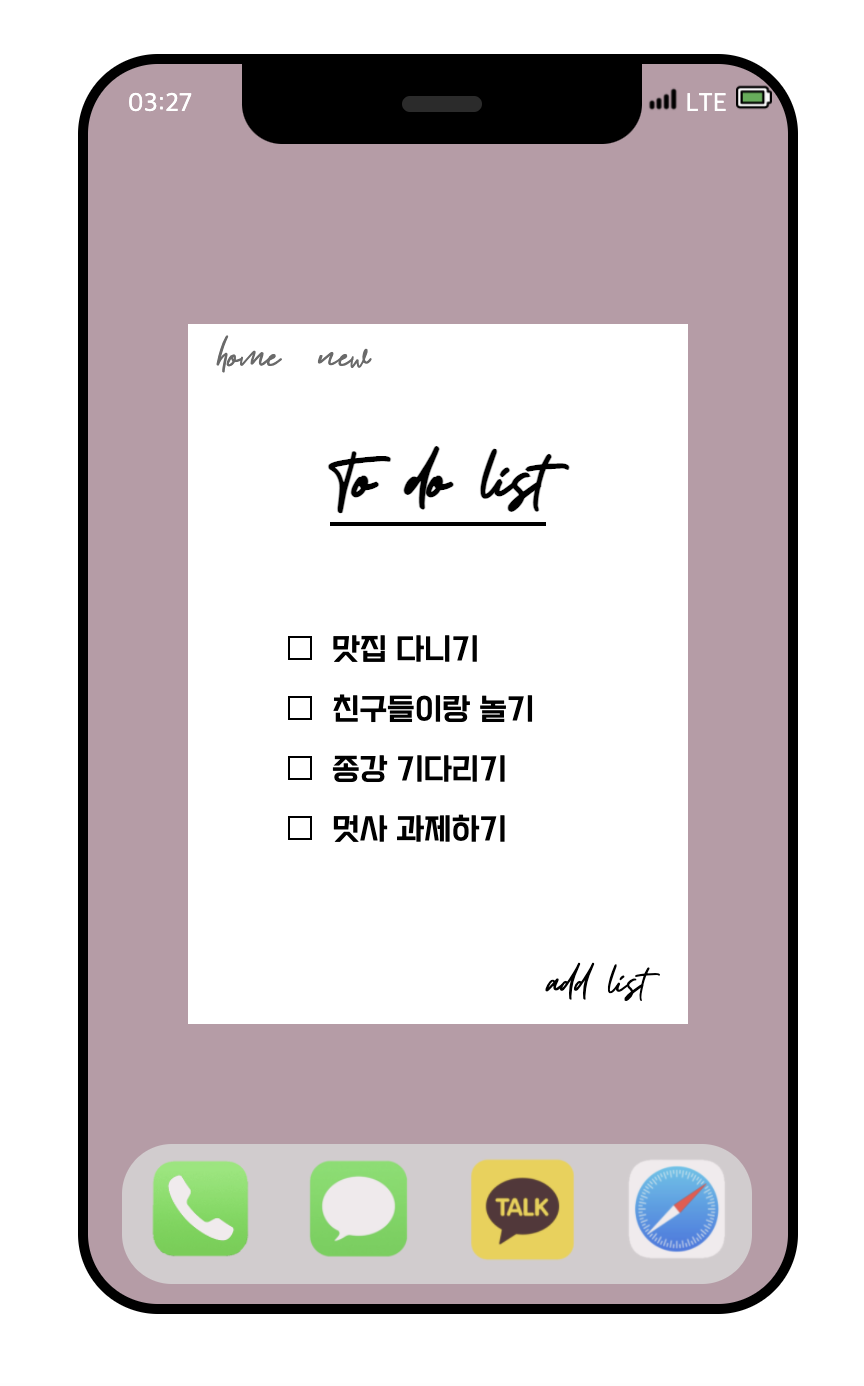 03:27 LTE
home new
To do list
맛집 다니기
친구들이랑 놀기
종강 기다리기
멋사 과제하기
add list
TALK